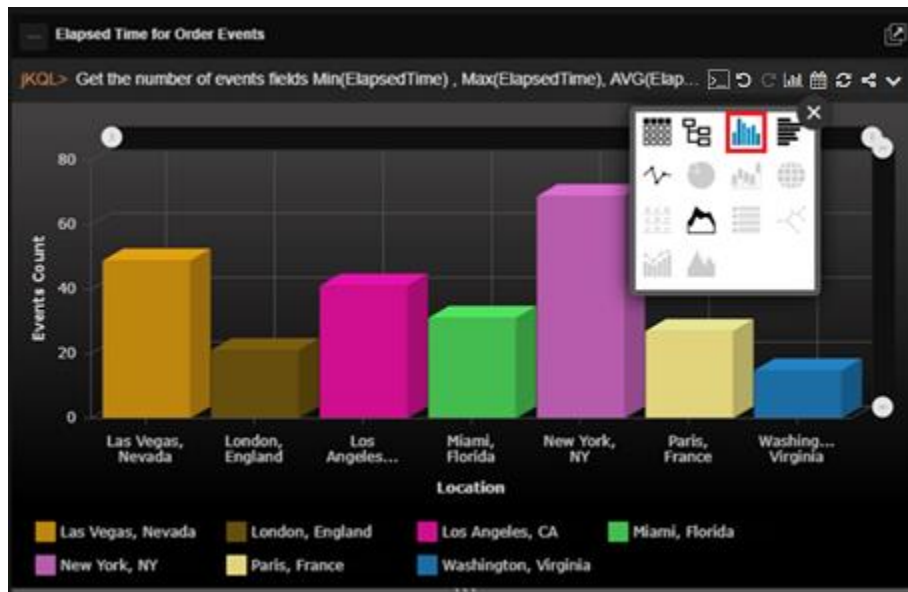 Elapsed Time for Order Events
jKQL> Get the number of events fields Min(ElapsedTime) , Max(ElapsedTime), AVG(Elap...
80
60
40
20
0
Events Count
Las Vegas,
Nevada
London,
England
Los
Angeles...
Miami,
Florida
New York,
NY
Paris,
France
Washing...
Virginia
Location
Las Vegas, Nevada
London, England
Los Angeles, CA
Miami, Florida
New York, NY
Paris, France
Washington, Virginia